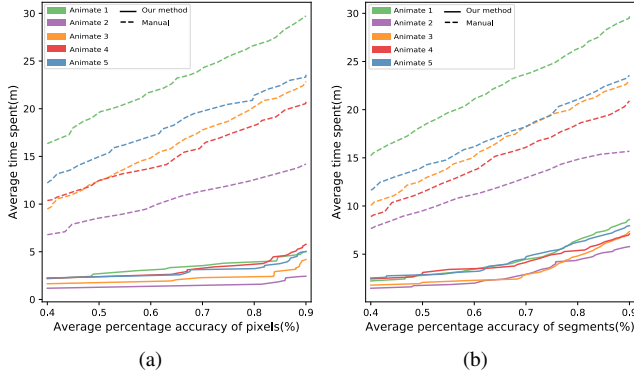 Animate 1 Our method
Animate 2 Manual
Animate 3
Animate 4
Animate 5
Average time spent(m)
30
25
20
15
10
5
0
0.4 0.5 0.6 0.7 0.8 0.9
Average percentage accuracy of pixels(%)
(a)
Animate 1 Our method
Animate 2 Manual
Animate 3
Animate 4
Animate 5
Average time spent(m)
30
25
20
15
10
5
0.4 0.5 0.6 0.7 0.8 0.9
Average percentage accuracy of segments(%)
(b)